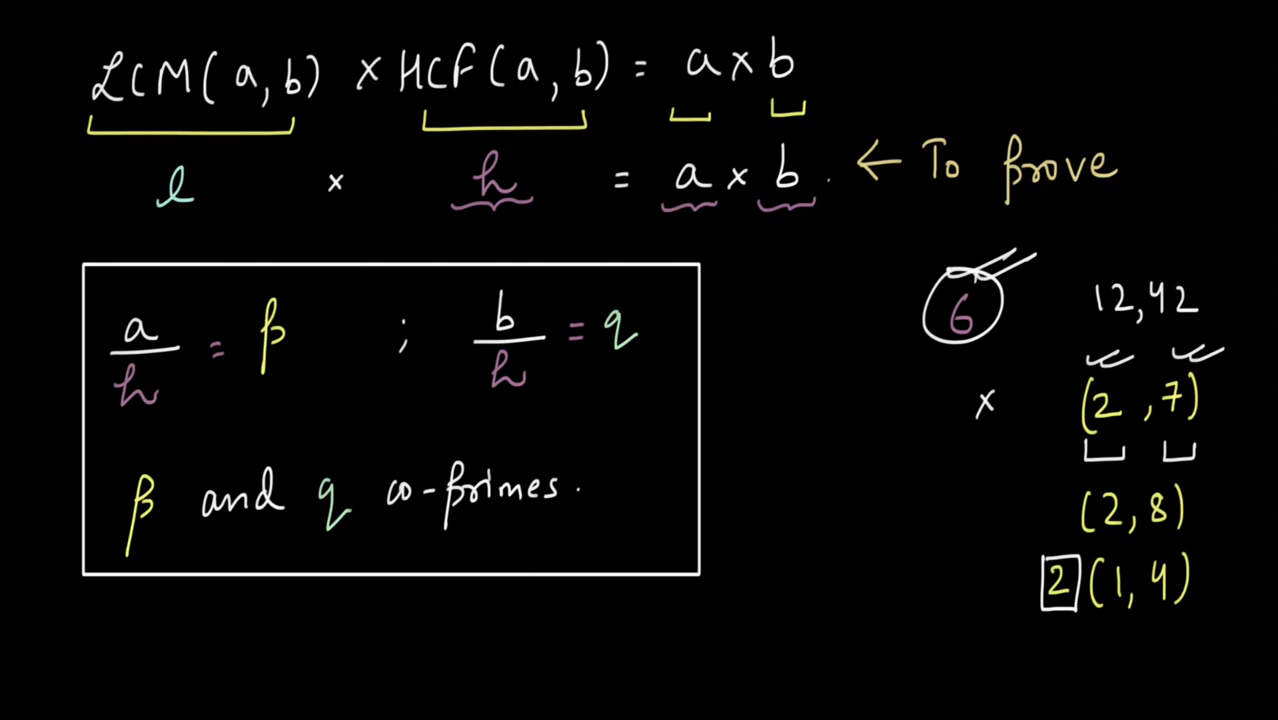 LCM(a, b) × HCF(a, b) = a × b
l × h = a × b. ← To prove
a/h = p ; b/h = q
p and q co-primes.
6 12, 42
× (2, 7)
(2, 8)
2 (1, 4)